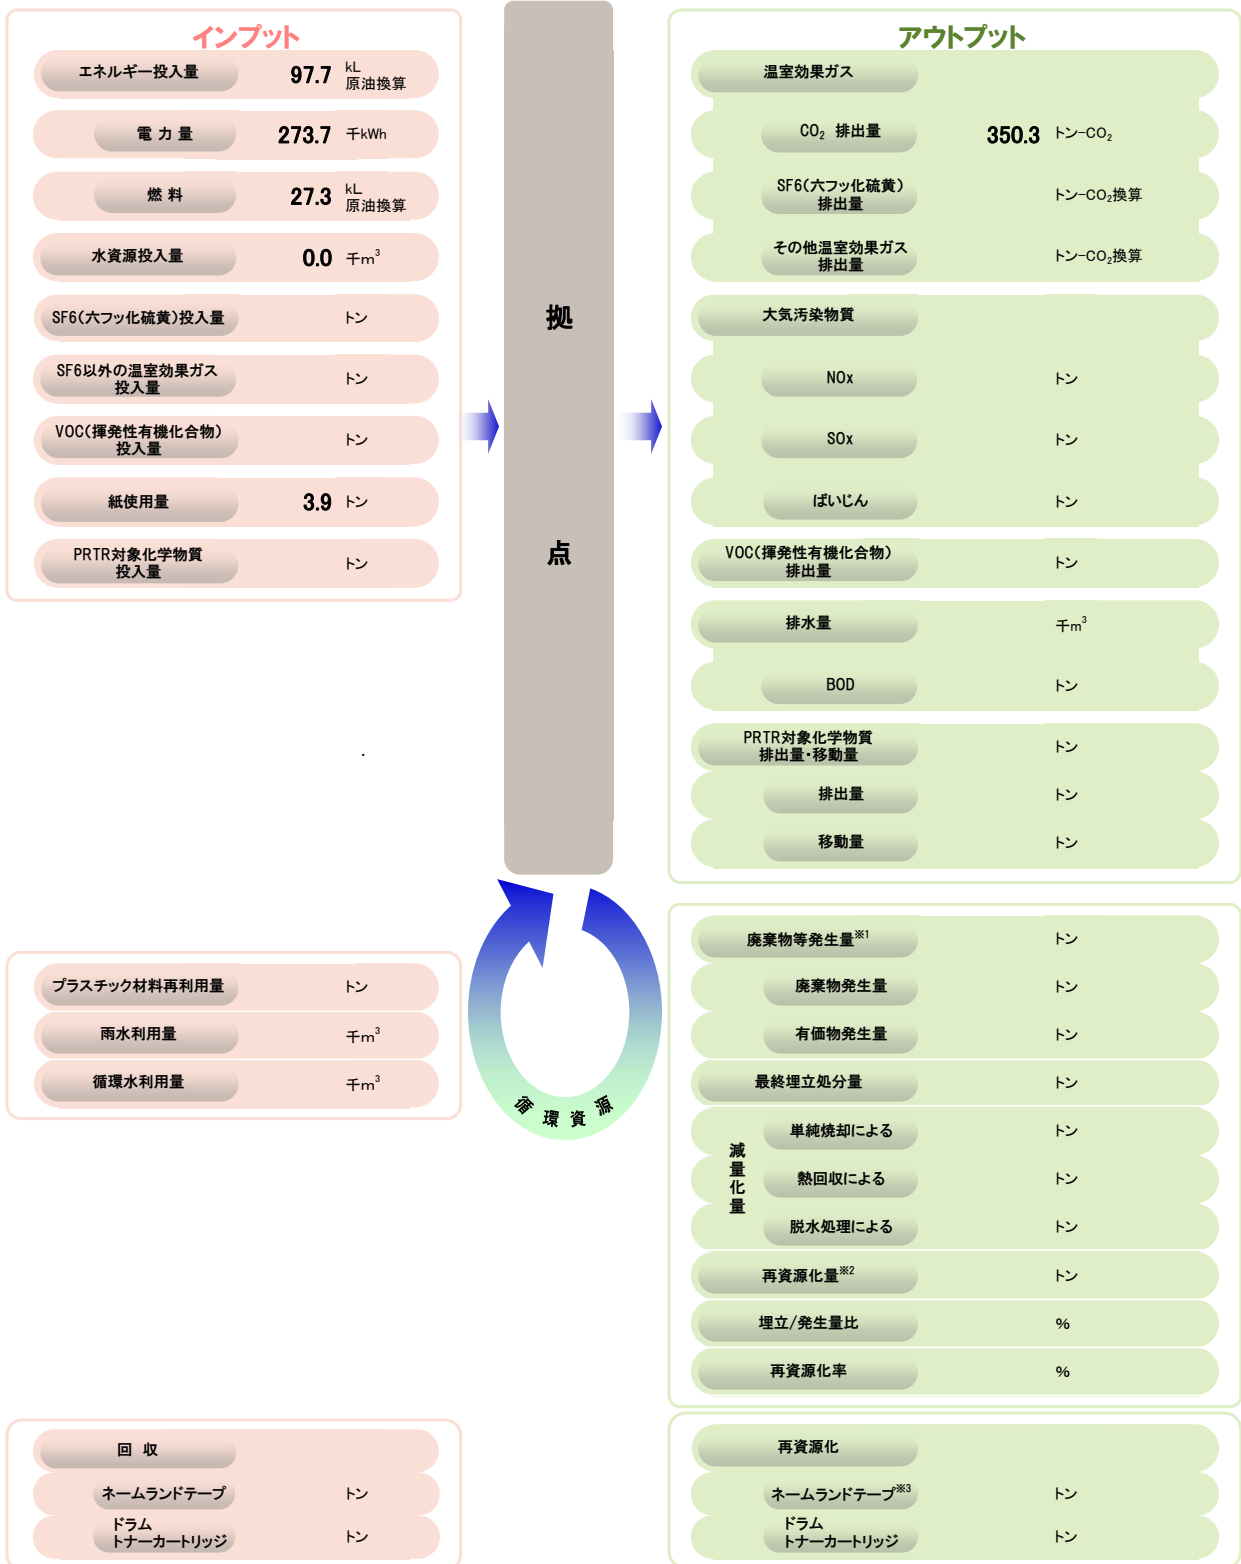 インプット
エネルギー投入量 97.7 kL
原油換算
電 力 量 273.7 千kWh
燃 料 27.3 kL
原油換算
水資源投入量 0.0 千m³
SF6(六フッ化硫黄)投入量 トン
SF6以外の温室効果ガス
投入量 トン
VOC(揮発性有機化合物)
投入量 トン
紙使用量 3.9 トン
PRTR対象化学物質
投入量 トン
拠
点
アウトプット
温室効果ガス
CO₂ 排出量 350.3 トン-CO₂
SF6(六フッ化硫黄)
排出量 トン-CO₂換算
その他温室効果ガス
排出量 トン-CO₂換算
大気汚染物質
NOx トン
SOx トン
ばいじん トン
VOC(揮発性有機化合物)
排出量 トン
排水量 千m³
BOD トン
PRTR対象化学物質
排出量・移動量 トン
排出量 トン
移動量 トン
プラスチック材料再利用量 トン
雨水利用量 千m³
循環水利用量 千m³
循環資源
廃棄物等発生量※1 トン
廃棄物発生量 トン
有価物発生量 トン
最終埋立処分量 トン
減量化量
単純焼却による トン
熱回収による トン
脱水処理による トン
再資源化量※2 トン
埋立/発生量比 %
再資源化率 %
回 収
ネームランドテープ トン
ドラム
トナーカートリッジ トン
再資源化
ネームランドテープ※3 トン
ドラム
トナーカートリッジ トン